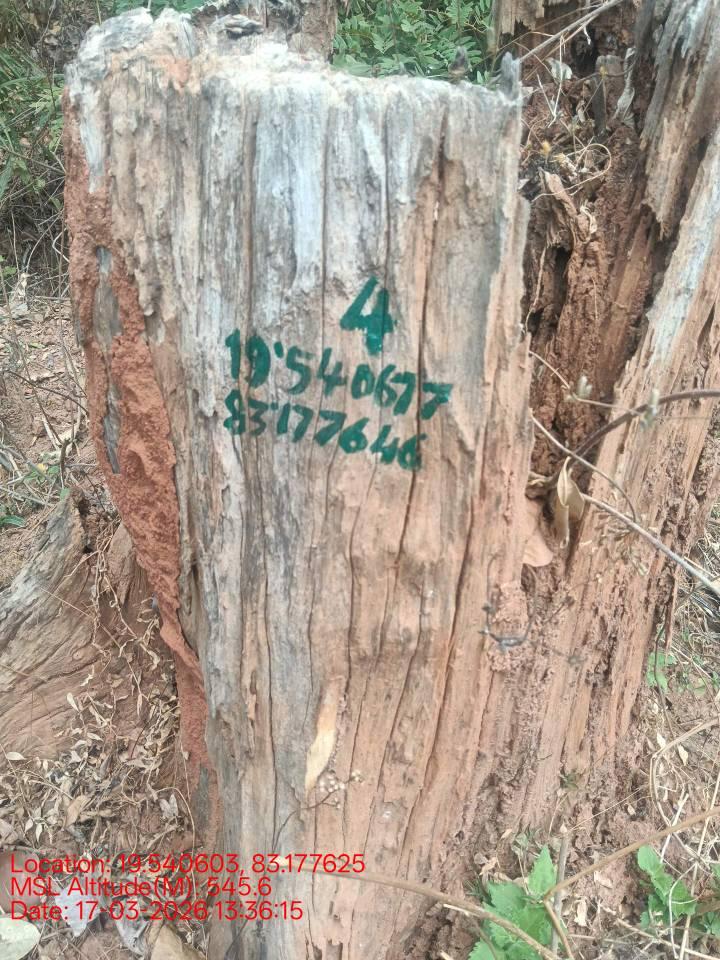 4
19.540677
83.177646
Location: 19.540603, 83.177625
MSL Altitude(M): 545.6
Date: 17-03-2026 13:36:15